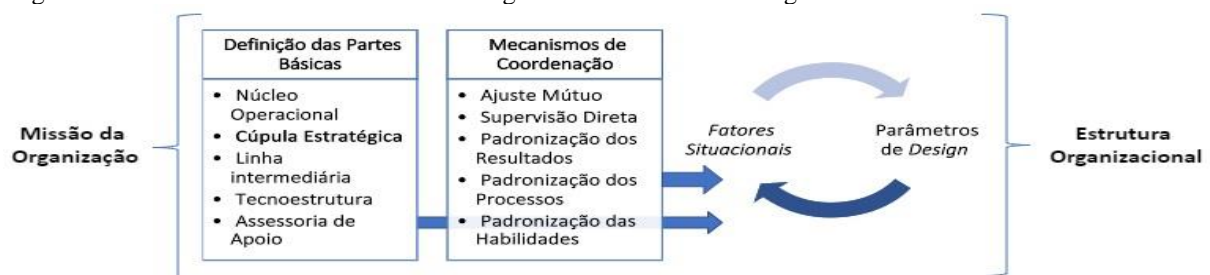 Missão da
Organização
Definição das Partes
Básicas
• Núcleo
Operacional
• Cúpula Estratégica
• Linha
intermediária
• Tecnoestrutura
• Assessoria de
Apoio
Mecanismos de
Coordenação
• Ajuste Mútuo
• Supervisão Direta
• Padronização dos
Resultados
• Padronização dos
Processos
• Padronização das
Habilidades
Fatores
Situacionais
Parâmetros
de Design
Estrutura
Organizacional